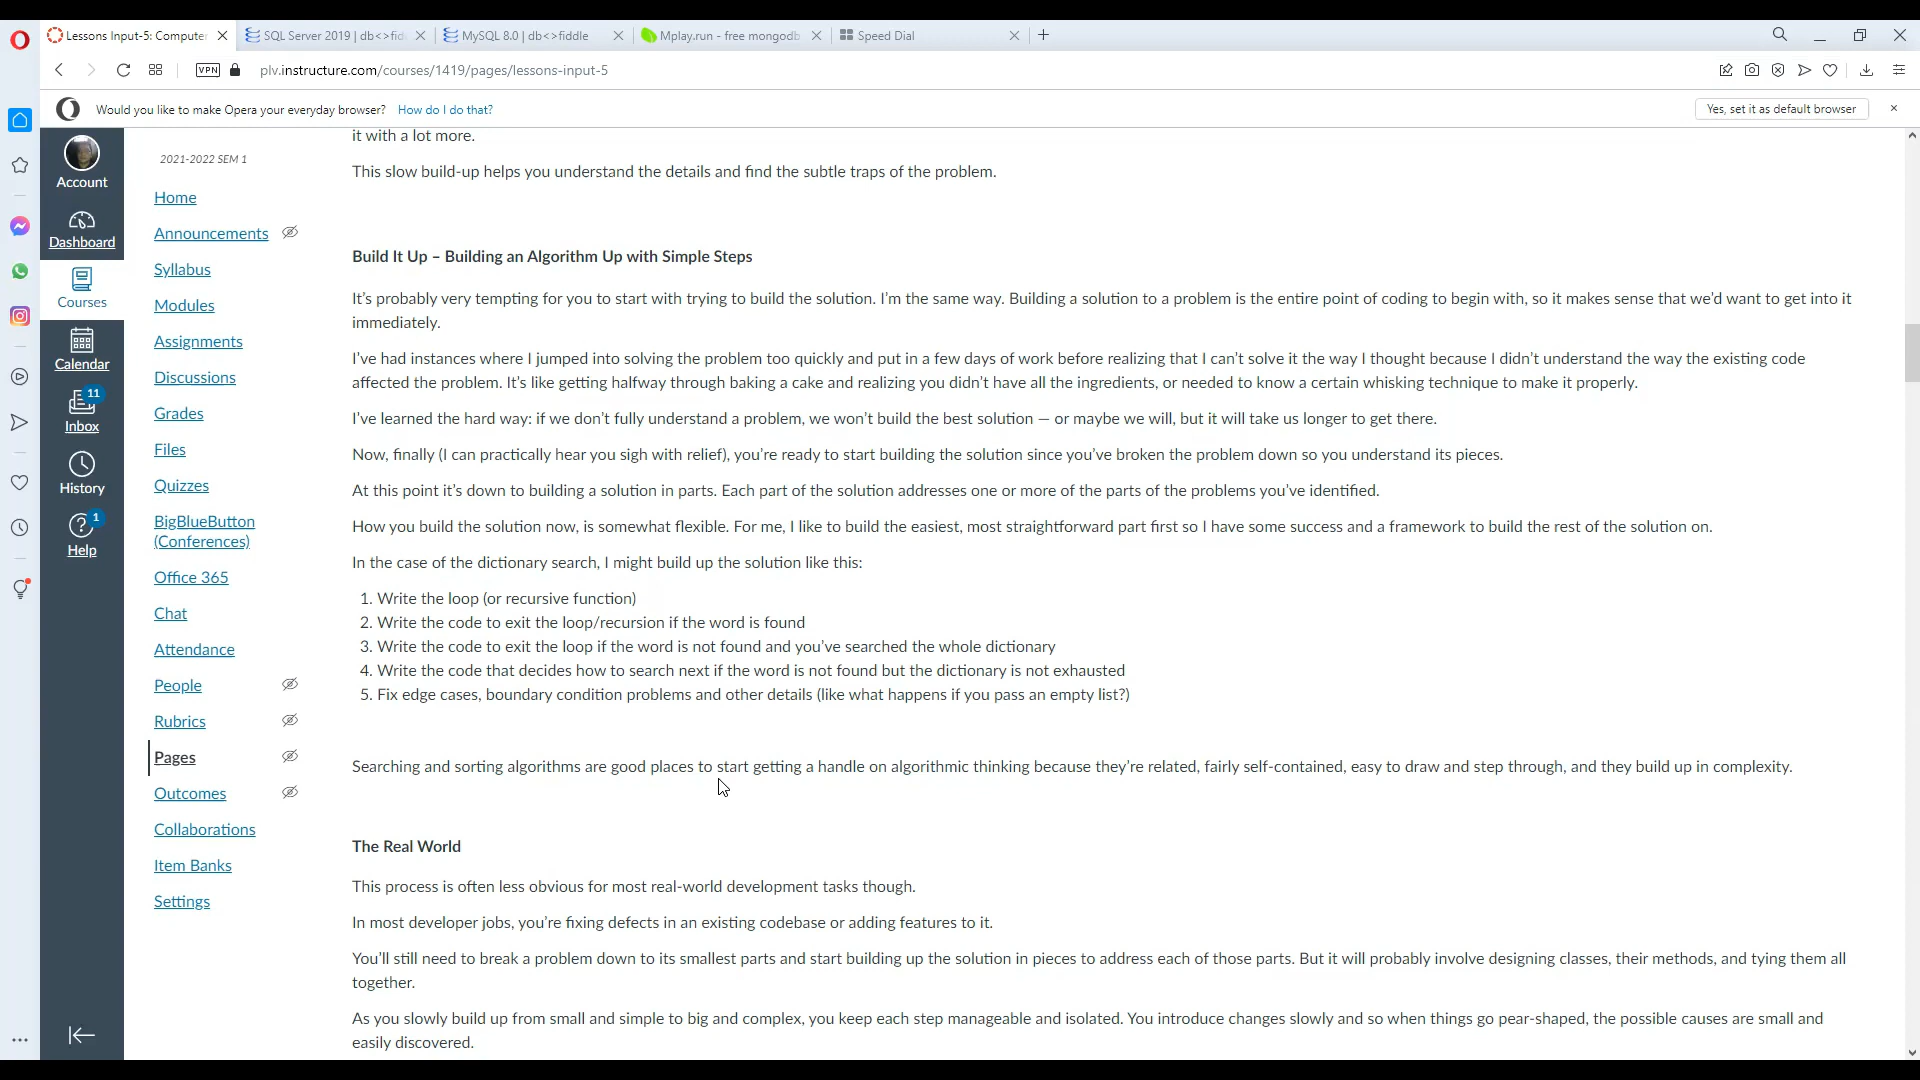 Lessons Input-5: Computer
SQL Server 2019 | db<>fid
MySQL 8.0 | db<>fiddle
Mplay.run - free mongodb
Speed Dial
VPN
plv.instructure.com/courses/1419/pages/lessons-input-5
Would you like to make Opera your everyday browser? How do I do that?
Yes, set it as default browser
Account
Dashboard
Courses
Calendar
11
Inbox
History
1
Help
2021-2022 SEM 1
Home
Announcements
Syllabus
Modules
Assignments
Discussions
Grades
Files
Quizzes
BigBlueButton
(Conferences)
Office 365
Chat
Attendance
People
Rubrics
Pages
Outcomes
Collaborations
Item Banks
Settings
it with a lot more.
This slow build-up helps you understand the details and find the subtle traps of the problem.
Build It Up – Building an Algorithm Up with Simple Steps
It’s probably very tempting for you to start with trying to build the solution. I’m the same way. Building a solution to a problem is the entire point of coding to begin with, so it makes sense that we’d want to get into it
immediately.
I’ve had instances where I jumped into solving the problem too quickly and put in a few days of work before realizing that I can’t solve it the way I thought because I didn’t understand the way the existing code
affected the problem. It’s like getting halfway through baking a cake and realizing you didn’t have all the ingredients, or needed to know a certain whisking technique to make it properly.
I’ve learned the hard way: if we don’t fully understand a problem, we won’t build the best solution — or maybe we will, but it will take us longer to get there.
Now, finally (I can practically hear you sigh with relief), you’re ready to start building the solution since you’ve broken the problem down so you understand its pieces.
At this point it’s down to building a solution in parts. Each part of the solution addresses one or more of the parts of the problems you’ve identified.
How you build the solution now, is somewhat flexible. For me, I like to build the easiest, most straightforward part first so I have some success and a framework to build the rest of the solution on.
In the case of the dictionary search, I might build up the solution like this:
1. Write the loop (or recursive function)
2. Write the code to exit the loop/recursion if the word is found
3. Write the code to exit the loop if the word is not found and you’ve searched the whole dictionary
4. Write the code that decides how to search next if the word is not found but the dictionary is not exhausted
5. Fix edge cases, boundary condition problems and other details (like what happens if you pass an empty list?)
Searching and sorting algorithms are good places to start getting a handle on algorithmic thinking because they’re related, fairly self-contained, easy to draw and step through, and they build up in complexity.
The Real World
This process is often less obvious for most real-world development tasks though.
In most developer jobs, you’re fixing defects in an existing codebase or adding features to it.
You’ll still need to break a problem down to its smallest parts and start building up the solution in pieces to address each of those parts. But it will probably involve designing classes, their methods, and tying them all
together.
As you slowly build up from small and simple to big and complex, you keep each step manageable and isolated. You introduce changes slowly and so when things go pear-shaped, the possible causes are small and
easily discovered.